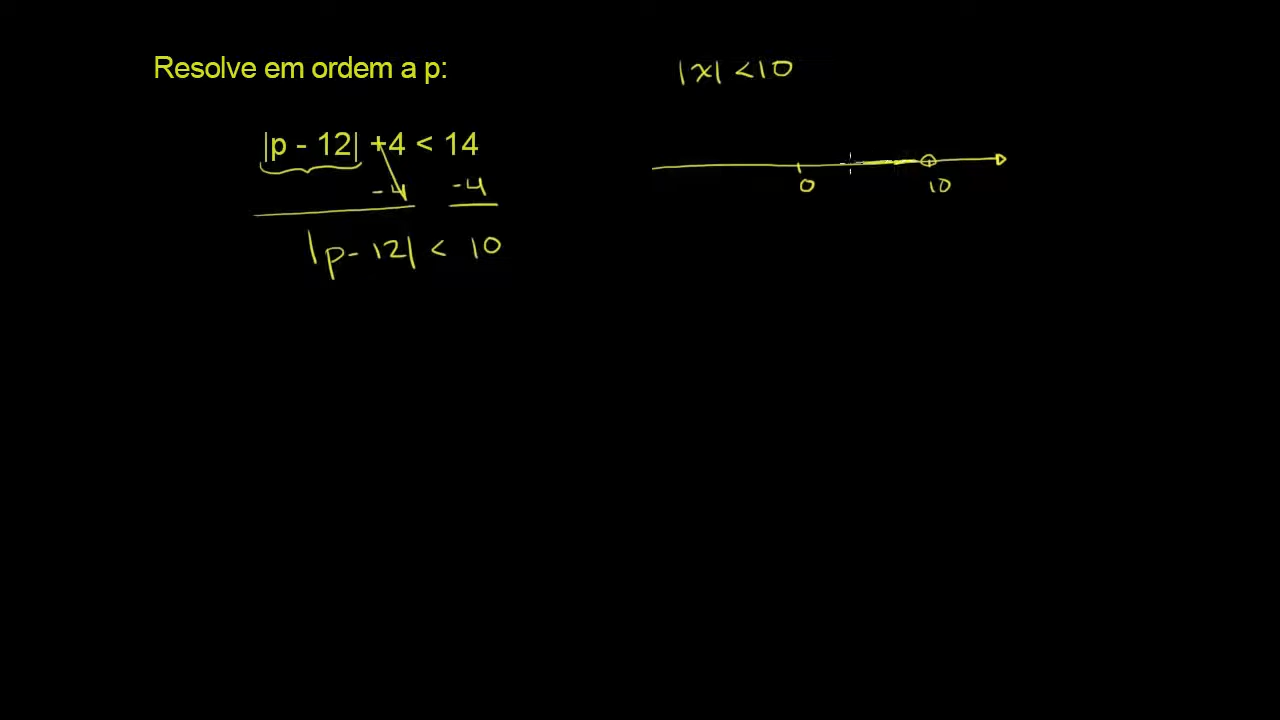 Resolve em ordem a p:
|p - 12| +4 < 14
-4 -4
|p - 12| < 10
|x| < 10
0 10